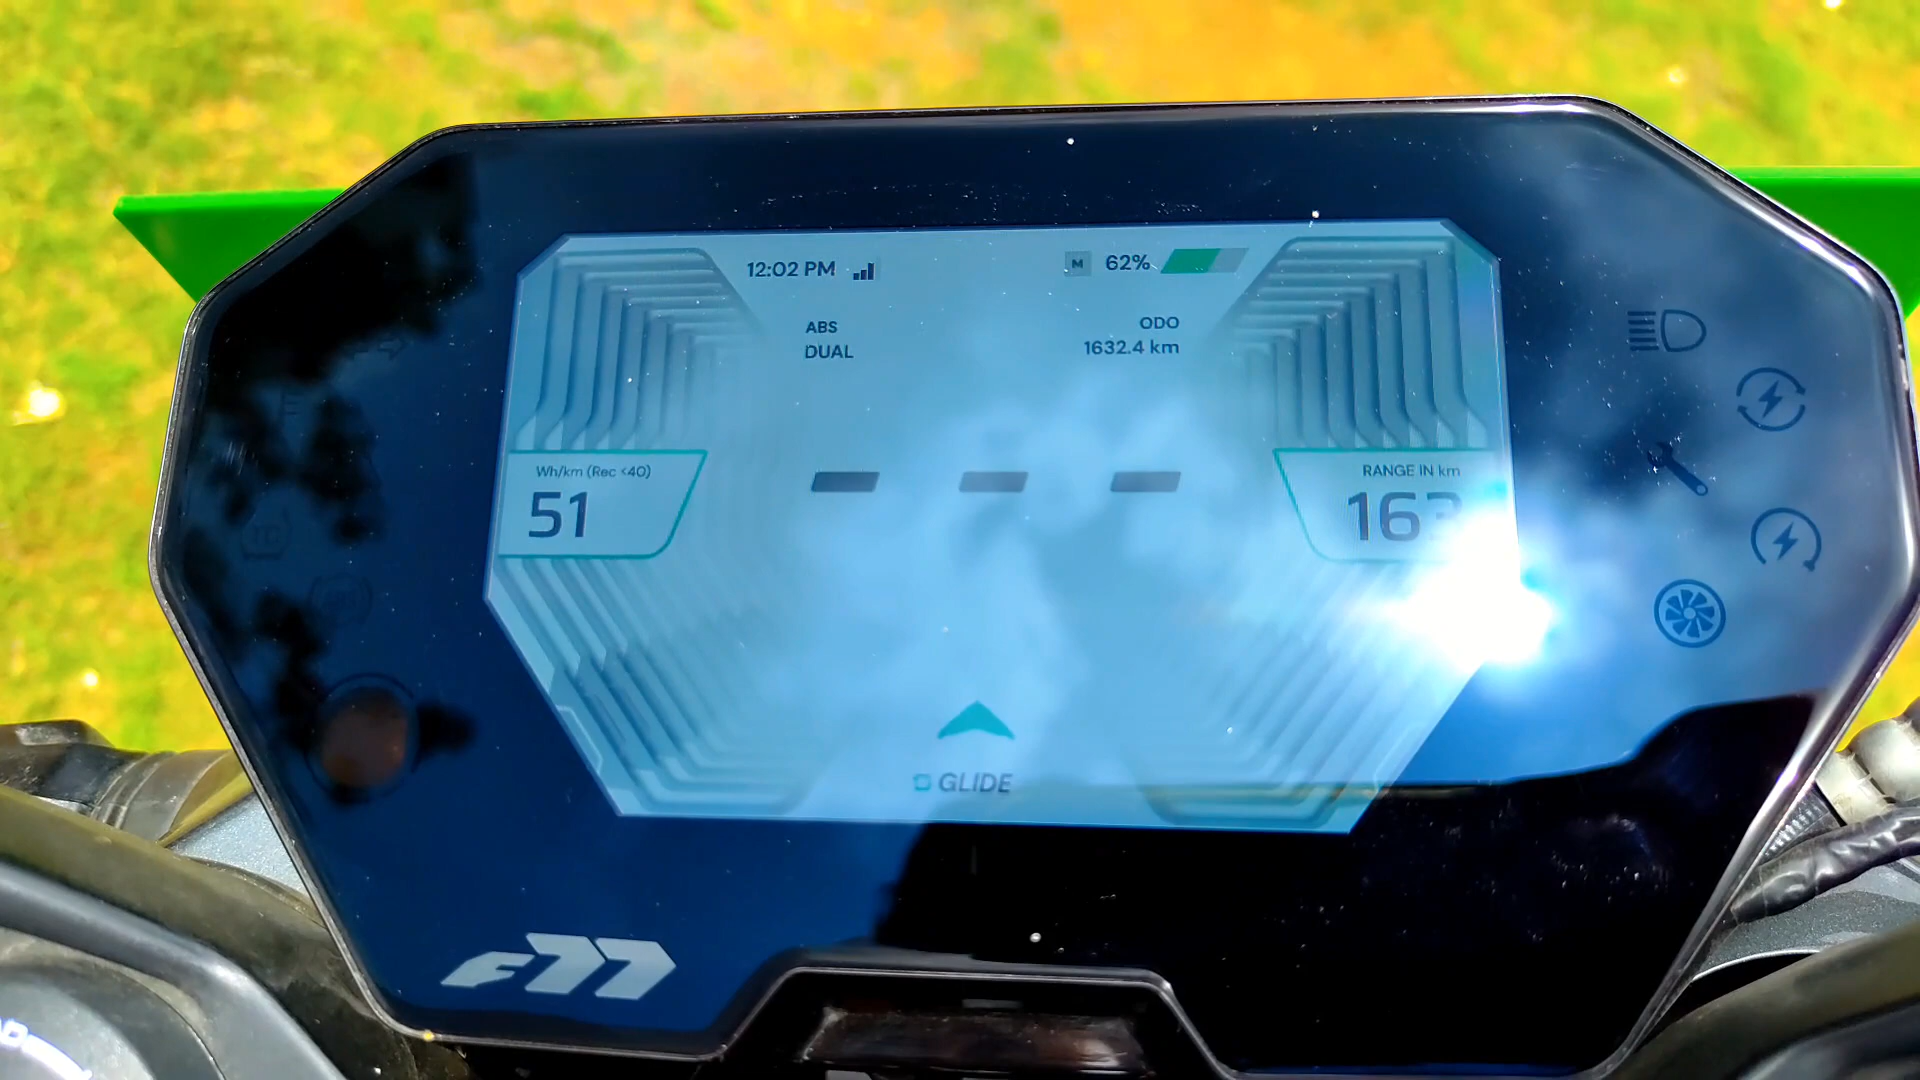 12:02 PM
M 62%
ABS
DUAL
ODO
1632.4 km
Wh/km (Rec <40)
51
RANGE IN km
163
GLIDE
F77